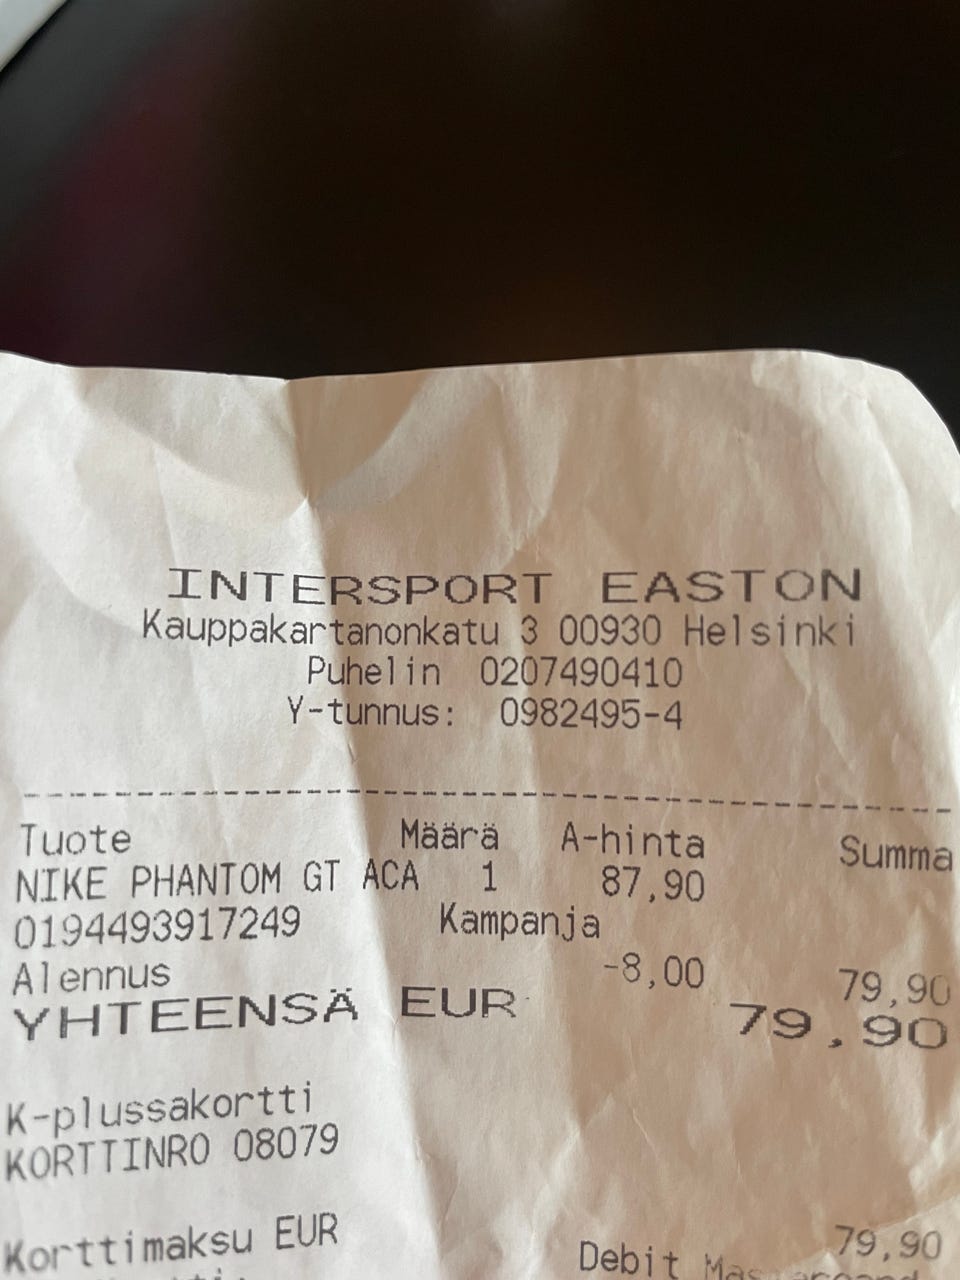 INTERSPORT EASTON
Kauppakartanonkatu 3 00930 Helsinki
Puhelin 0207490410
Y-tunnus: 0982495-4
Tuote Määrä A-hinta Summa
NIKE PHANTOM GT ACA 1 87,90
0194493917249 Kampanja
Alennus -8,00 79,90
YHTEENSÄ EUR 79.90
K-plussakortti
KORTTINRO 08079
Korttimaksu EUR 79,90
Debit